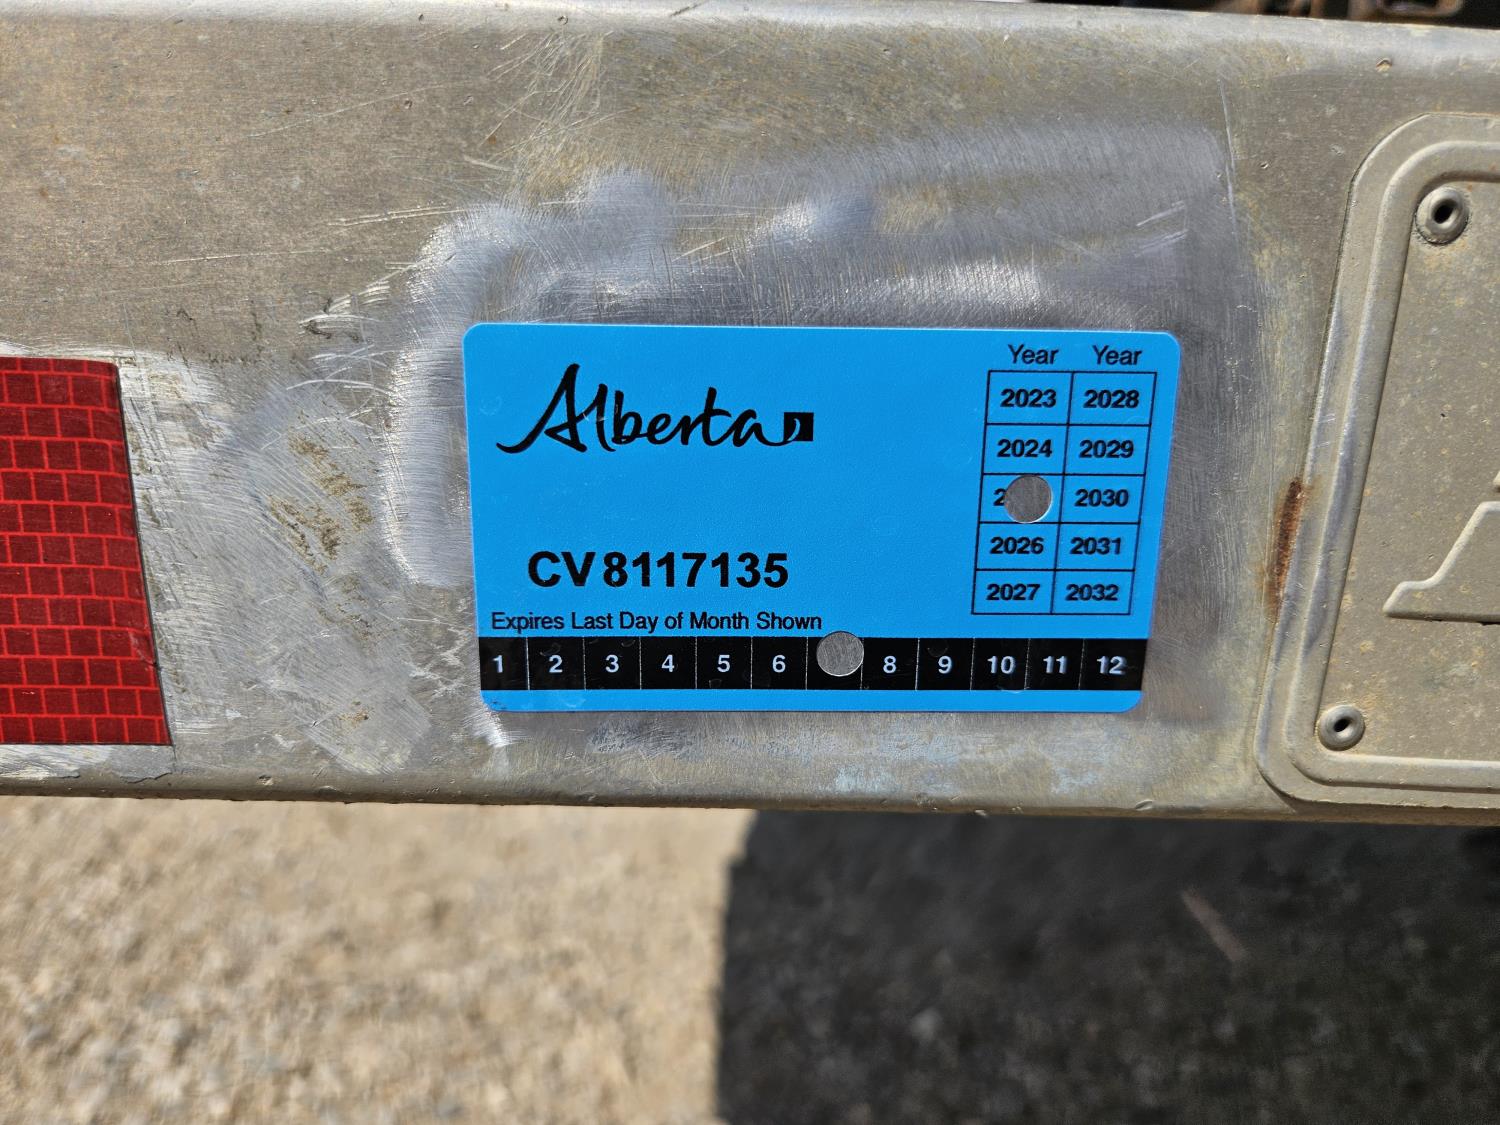 Alberta
Year Year
2023 2028
2024 2029
2 2030
2026 2031
2027 2032
CV8117135
Expires Last Day of Month Shown
1 2 3 4 5 6 8 9 10 11 12